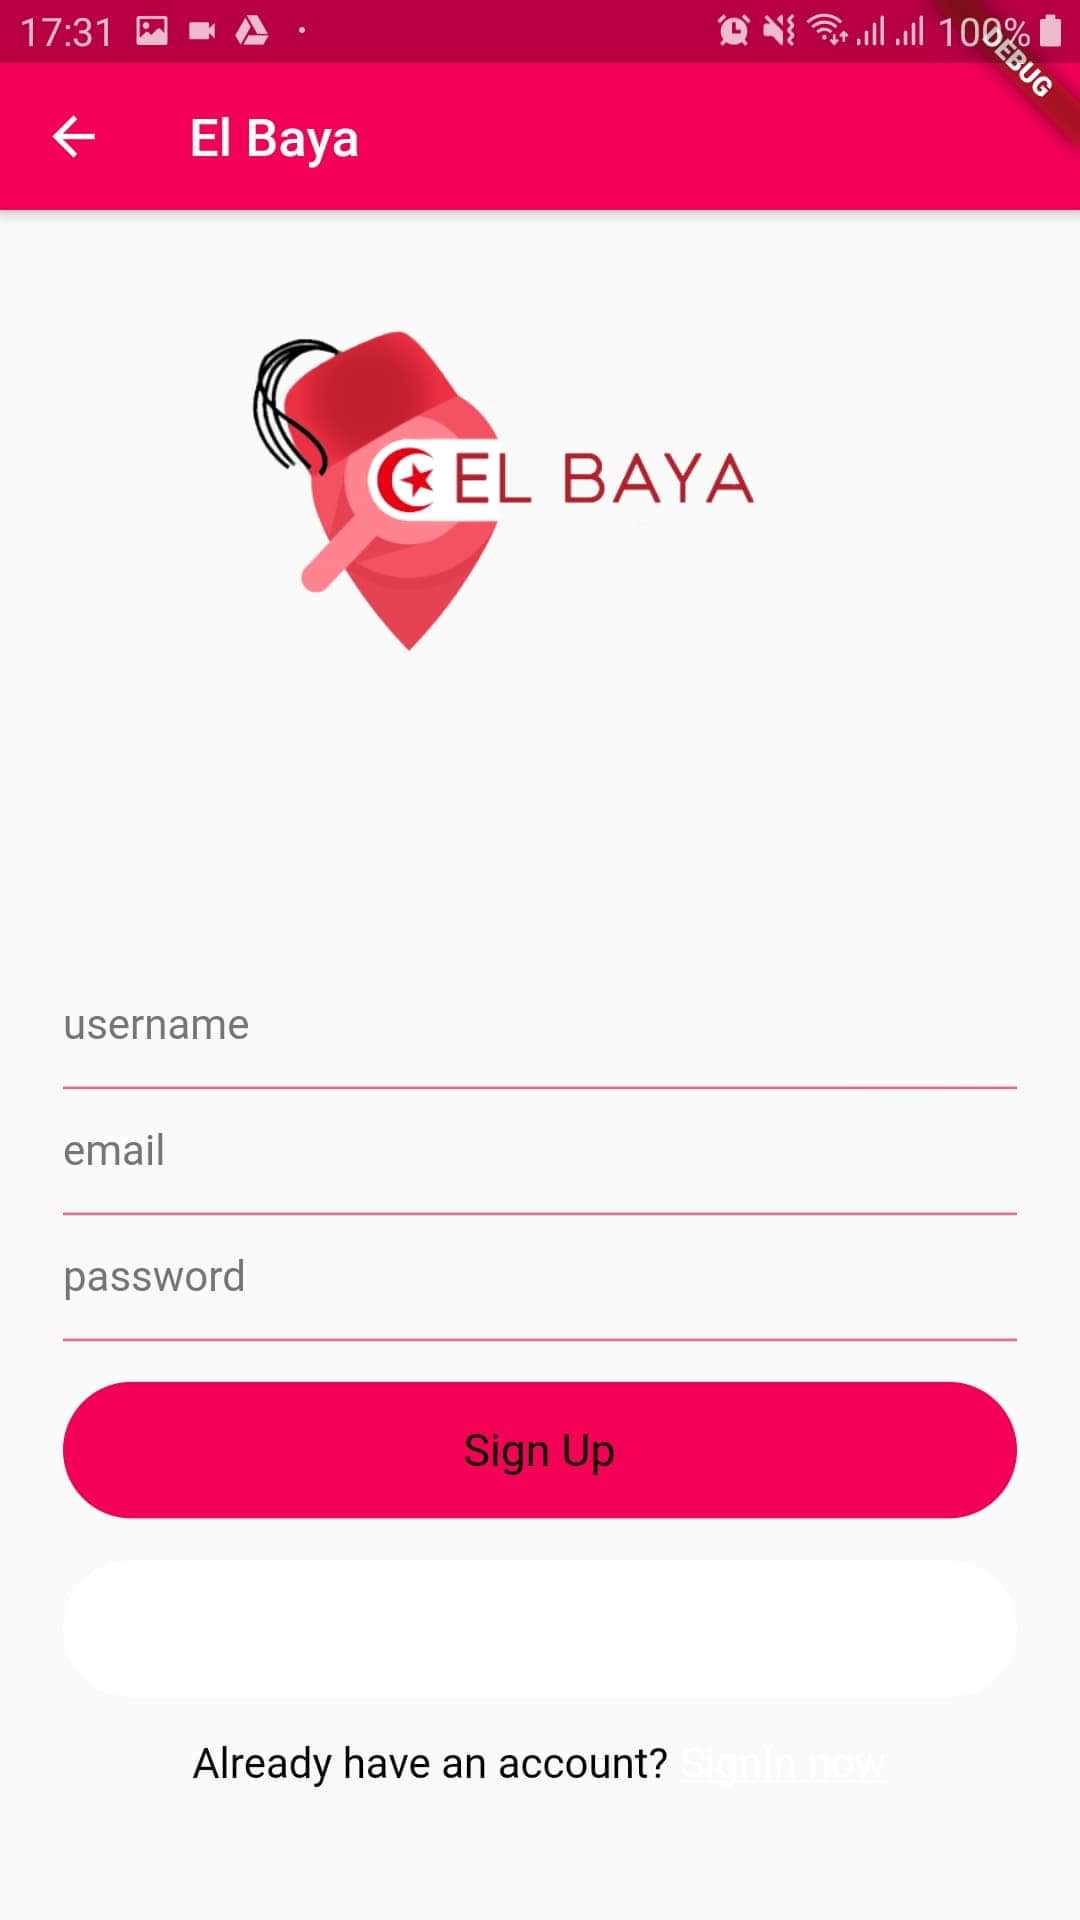 17:31 100%
DEBUG
El Baya
EL BAYA
username
email
password
Sign Up
Already have an account? SignIn now